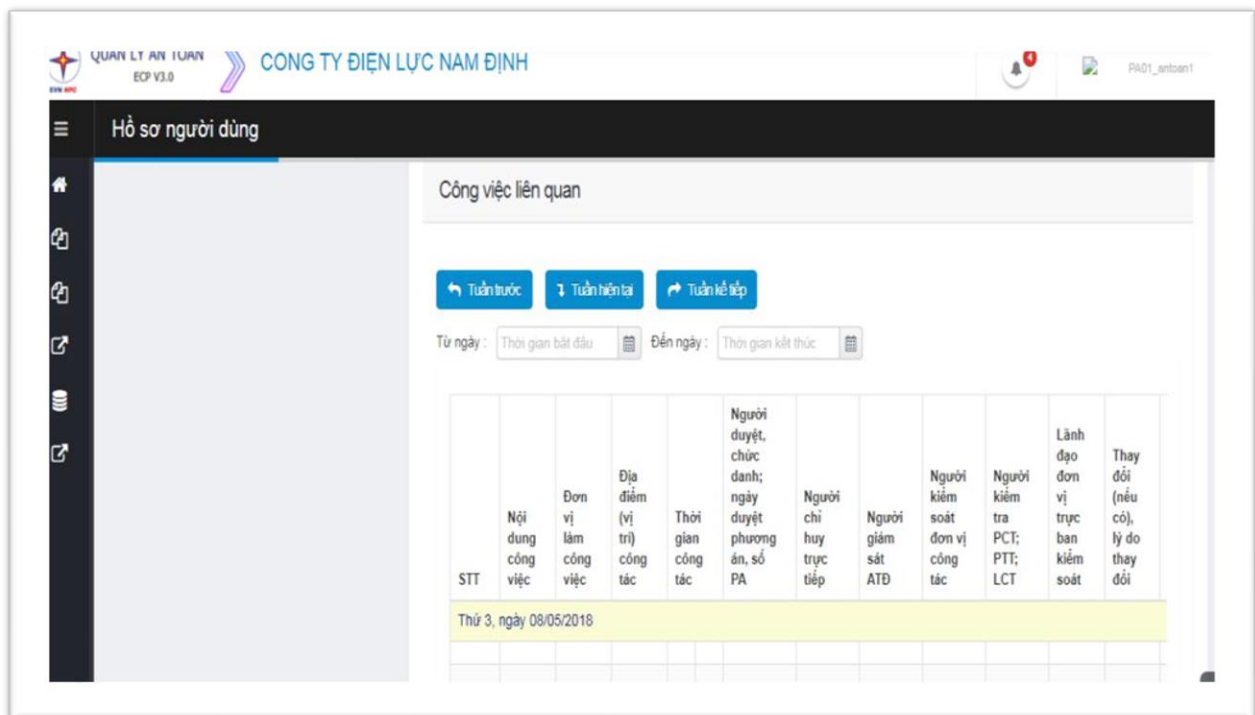 QUẢN LÝ AN TOÀN
ECP V3.0
EVN NPC
CÔNG TY ĐIỆN LỰC NAM ĐỊNH
4
PA01_antoan1
Hồ sơ người dùng
Công việc liên quan
Tuần trước
Tuần hiện tại
Tuần kế tiếp
Từ ngày :
Thời gian bắt đầu
Đến ngày :
Thời gian kết thúc
STT
Nội
dung
công
việc
Đơn
vị
làm
công
việc
Địa
điểm
(vị
trí)
công
tác
Thời
gian
công
tác
Người
duyệt,
chức
danh;
ngày
duyệt
phương
án, số
PA
Người
chỉ
huy
trực
tiếp
Người
giám
sát
ATĐ
Người
kiểm
soát
đơn vị
công
tác
Người
kiểm
tra
PCT;
PTT;
LCT
Lãnh
đạo
đơn
vị
trực
ban
kiểm
soát
Thay
đổi
(nếu
có),
lý do
thay
đổi
Thứ 3, ngày 08/05/2018